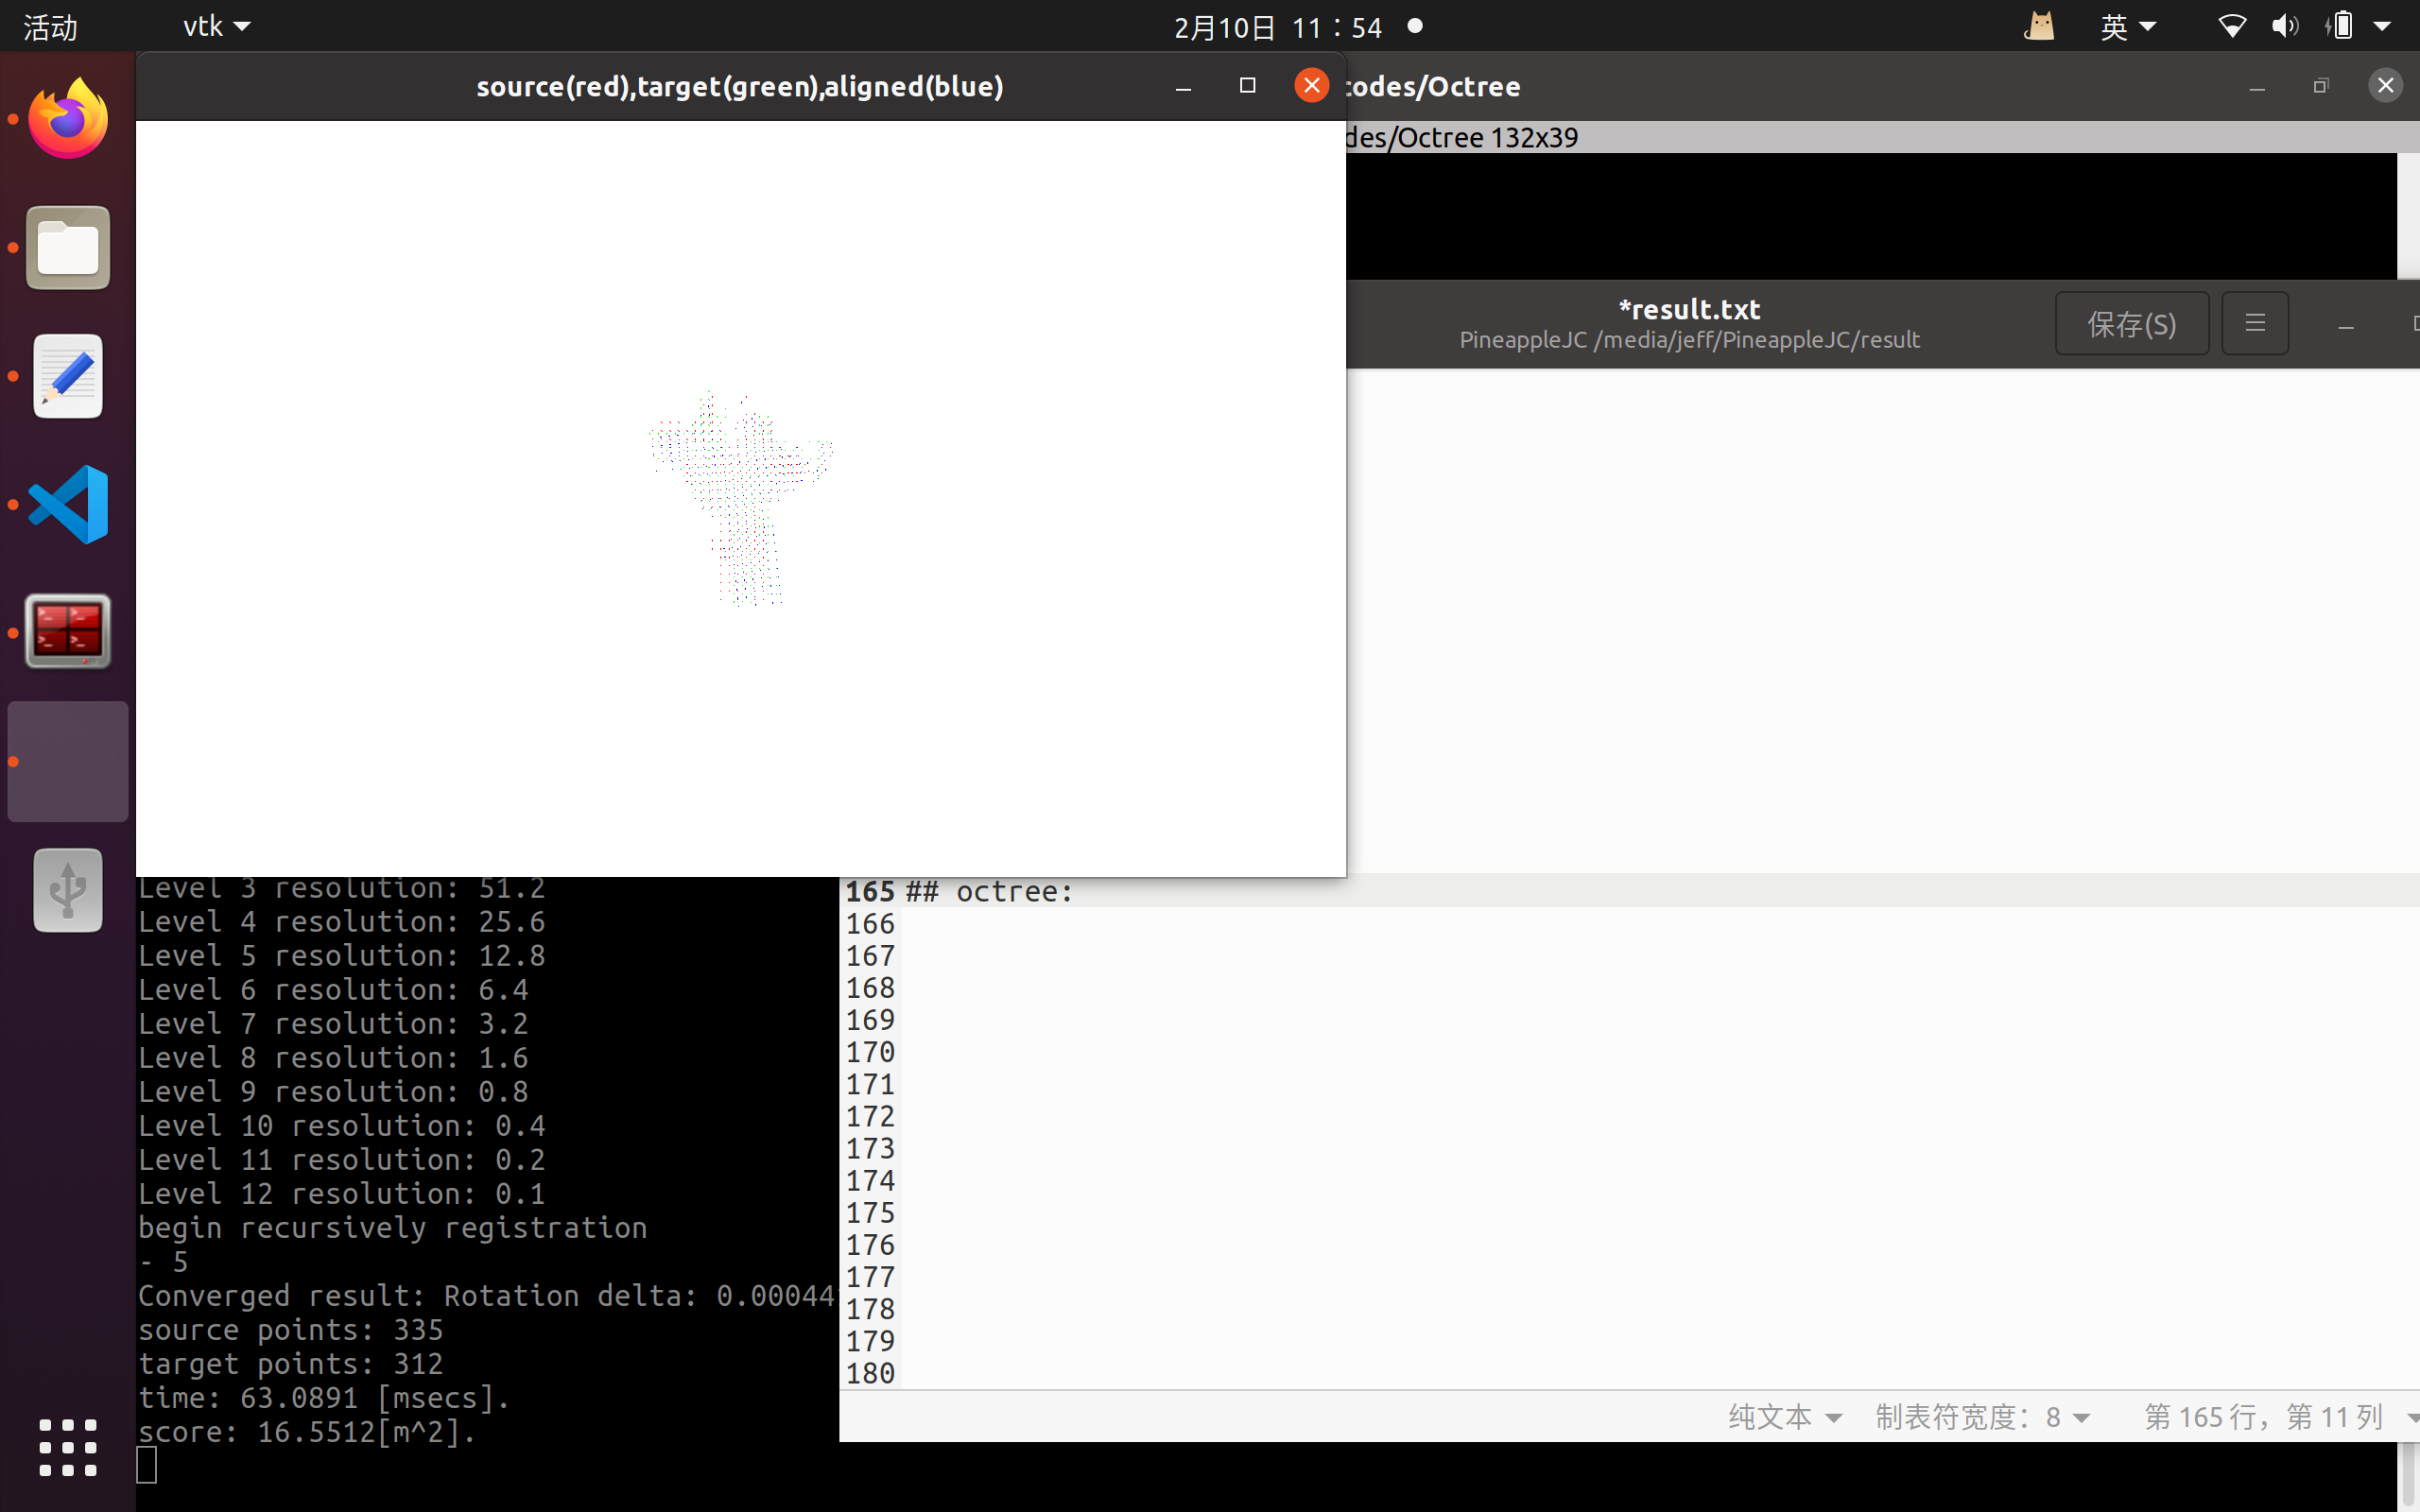 活动
vtk
2月10日 11：54
英
source(red),target(green),aligned(blue)
codes/Octree
des/Octree 132x39
*result.txt
PineappleJC /media/jeff/PineappleJC/result
保存(S)
Level 3 resolution: 51.2
Level 4 resolution: 25.6
Level 5 resolution: 12.8
Level 6 resolution: 6.4
Level 7 resolution: 3.2
Level 8 resolution: 1.6
Level 9 resolution: 0.8
Level 10 resolution: 0.4
Level 11 resolution: 0.2
Level 12 resolution: 0.1
begin recursively registration
- 5
Converged result: Rotation delta: 0.00044
source points: 335
target points: 312
time: 63.0891 [msecs].
score: 16.5512[m^2].
165 ## octree:
166
167
168
169
170
171
172
173
174
175
176
177
178
179
180
纯文本
制表符宽度：8
第 165 行，第 11 列